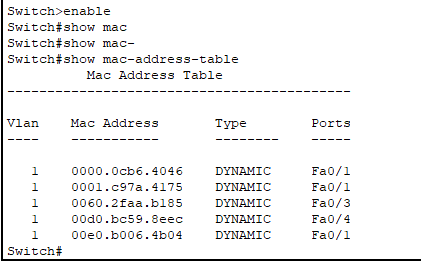 Switch>enable
Switch#show mac
Switch#show mac-
Switch#show mac-address-table
          Mac Address Table
-------------------------------------------

Vlan    Mac Address       Type        Ports
----    -----------       --------    -----

   1    0000.0cb6.4046    DYNAMIC     Fa0/1
   1    0001.c97a.4175    DYNAMIC     Fa0/1
   1    0060.2faa.b185    DYNAMIC     Fa0/3
   1    00d0.bc59.8eec    DYNAMIC     Fa0/4
   1    00e0.b006.4b04    DYNAMIC     Fa0/1
Switch#